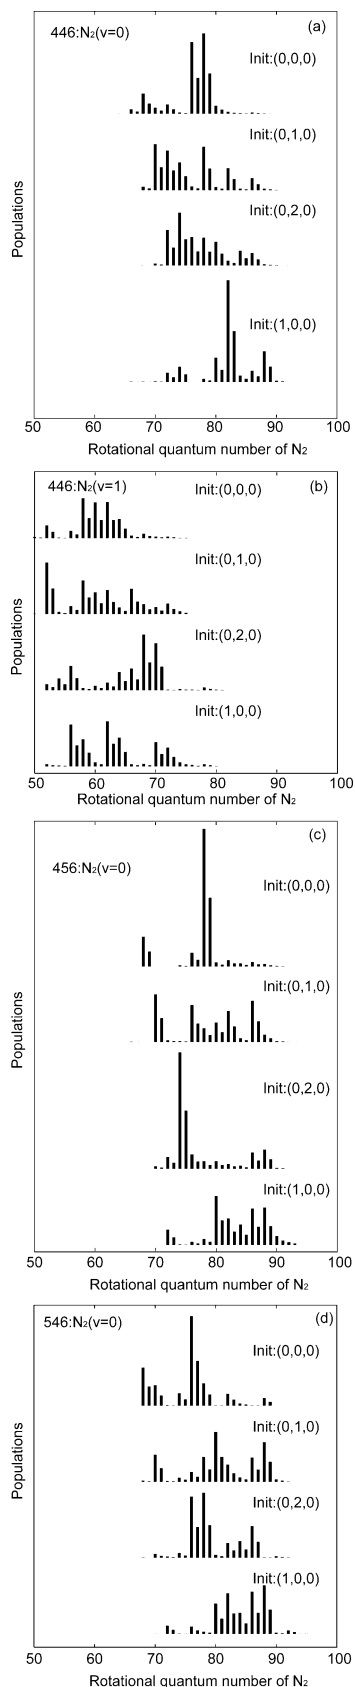 446:N2(v=0)
(a)
Init:(0,0,0)
Init:(0,1,0)
Init:(0,2,0)
Init:(1,0,0)
Populations
50 60 70 80 90 100
Rotational quantum number of N2
446:N2(v=1)
Init:(0,0,0)
(b)
Init:(0,1,0)
Init:(0,2,0)
Init:(1,0,0)
Populations
50 60 70 80 90 100
Rotational quantum number of N2
(c)
456:N2(v=0)
Init:(0,0,0)
Init:(0,1,0)
Init:(0,2,0)
Init:(1,0,0)
Populations
50 60 70 80 90 100
Rotational quantum number of N2
546:N2(v=0)
(d)
Init:(0,0,0)
Init:(0,1,0)
Init:(0,2,0)
Init:(1,0,0)
Populations
50 60 70 80 90 100
Rotational quantum number of N2